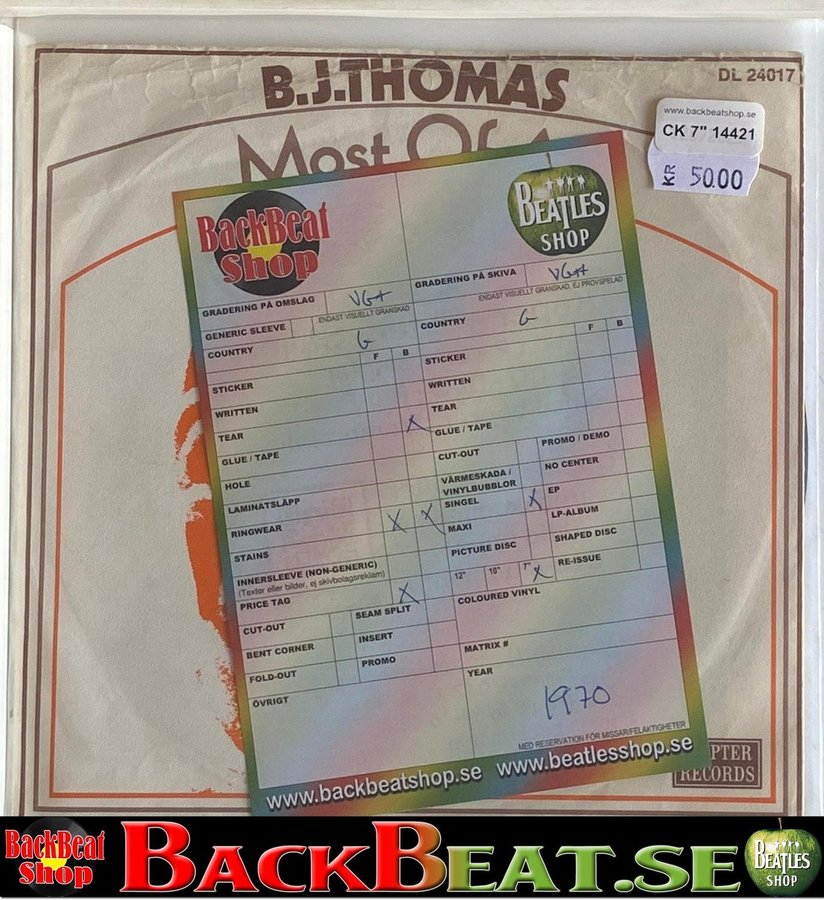 B.J.THOMAS
DL 24017
Most Of A
www.backbeatshop.se
CK 7" 14421
KR 50.00
BackBeat
Shop
BEATLES
SHOP
GRADERING PÅ OMSLAG VG+
ENDAST VISUELLT GRANSKAD
GENERIC SLEEVE
COUNTRY G
F B
STICKER
WRITTEN
TEAR X
GLUE / TAPE
HOLE
LAMINATSLÄPP
RINGWEAR X X
STAINS
INNERSLEEVE (NON-GENERIC)
(Texter eller bilder, ej skivbolagsreklam)
PRICE TAG X
CUT-OUT SEAM SPLIT
BENT CORNER INSERT
FOLD-OUT PROMO
ÖVRIGT
GRADERING PÅ SKIVA VG++
ENDAST VISUELLT GRANSKAD, EJ PROVSPELAD
COUNTRY G
F B
STICKER
WRITTEN
TEAR
GLUE / TAPE
CUT-OUT PROMO / DEMO
VÄRMESKADA /
VINYLBUBBLOR NO CENTER
SINGEL X EP
MAXI LP-ALBUM
PICTURE DISC SHAPED DISC
12" 10" 7" X RE-ISSUE
COLOURED VINYL
MATRIX #
YEAR
1970
MED RESERVATION FÖR MISSAR/FELAKTIGHETER
www.backbeatshop.se www.beatlesshop.se
PTER
RECORDS
BackBeat
Shop
BACKBEAT.SE
BEATLES
SHOP